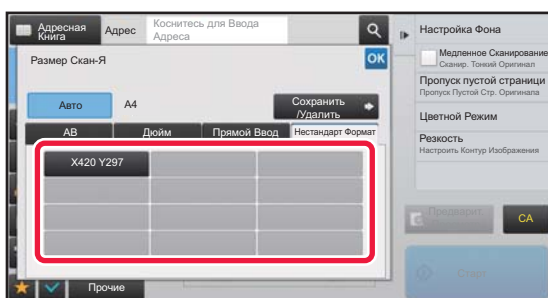 Адресная
Книга
Адрес
Коснитесь для Ввода
Адреса
Размер Скан-Я
OK
Авто
A4
Сохранить
/Удалить
AB
Дюйм
Прямой Ввод
Нестандарт Формат
X420 Y297
Прочие
Настройка Фона
Медленное Сканирование
Сканир. Тонкий Оригинал
Пропуск пустой страници
Пропуск Пустой Стр. Оригинала
Цветной Режим
Резкость
Настроить Контур Изображения
Предварит.
CA
Старт